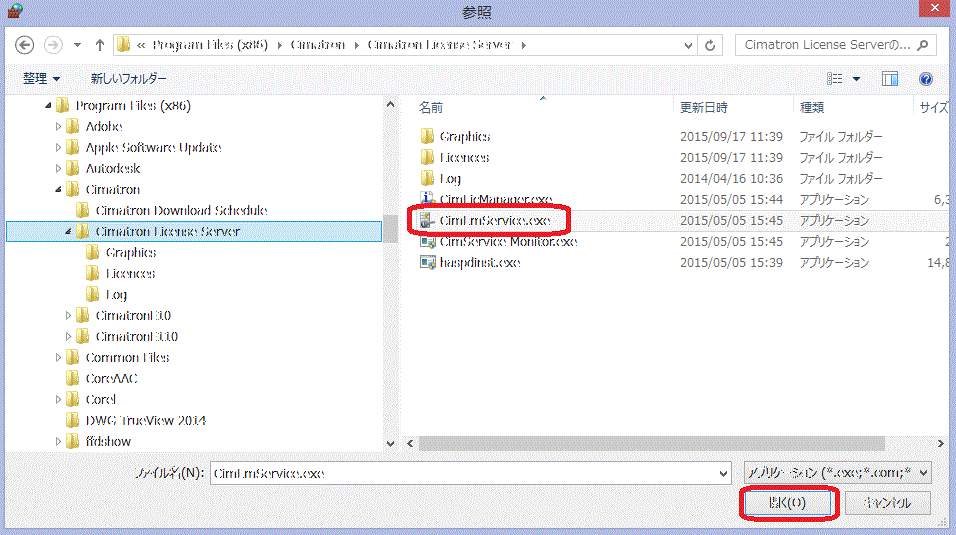 参照
« Program Files (x86) Cimatron Cimatron License Server
Cimatron License Serverの...
整理 新しいフォルダー
Program Files (x86)
Adobe
Apple Software Update
Autodesk
Cimatron
Cimatron Download Schedule
Cimatron License Server
Graphics
Licences
Log
CimatronE10
CimatronE110
Common Files
CoreAAC
Corel
DWG TrueView 2014
ffdshow
名前 更新日時 種類 サイズ
Graphics 2015/09/17 11:39 ファイル フォルダー
Licences 2015/09/17 11:39 ファイル フォルダー
Log 2014/04/16 10:36 ファイル フォルダー
CimLicManager.exe 2015/05/05 15:44 アプリケーション 6,3
CimLmService.exe 2015/05/05 15:45 アプリケーション
CimService Monitor.exe 2015/05/05 15:45 アプリケーション 2
haspdinst.exe 2015/05/05 15:39 アプリケーション 14,8
ファイル名(N): CimLmService.exe アプリケーション (*.exe;*.com;*
開く(O) キャンセル